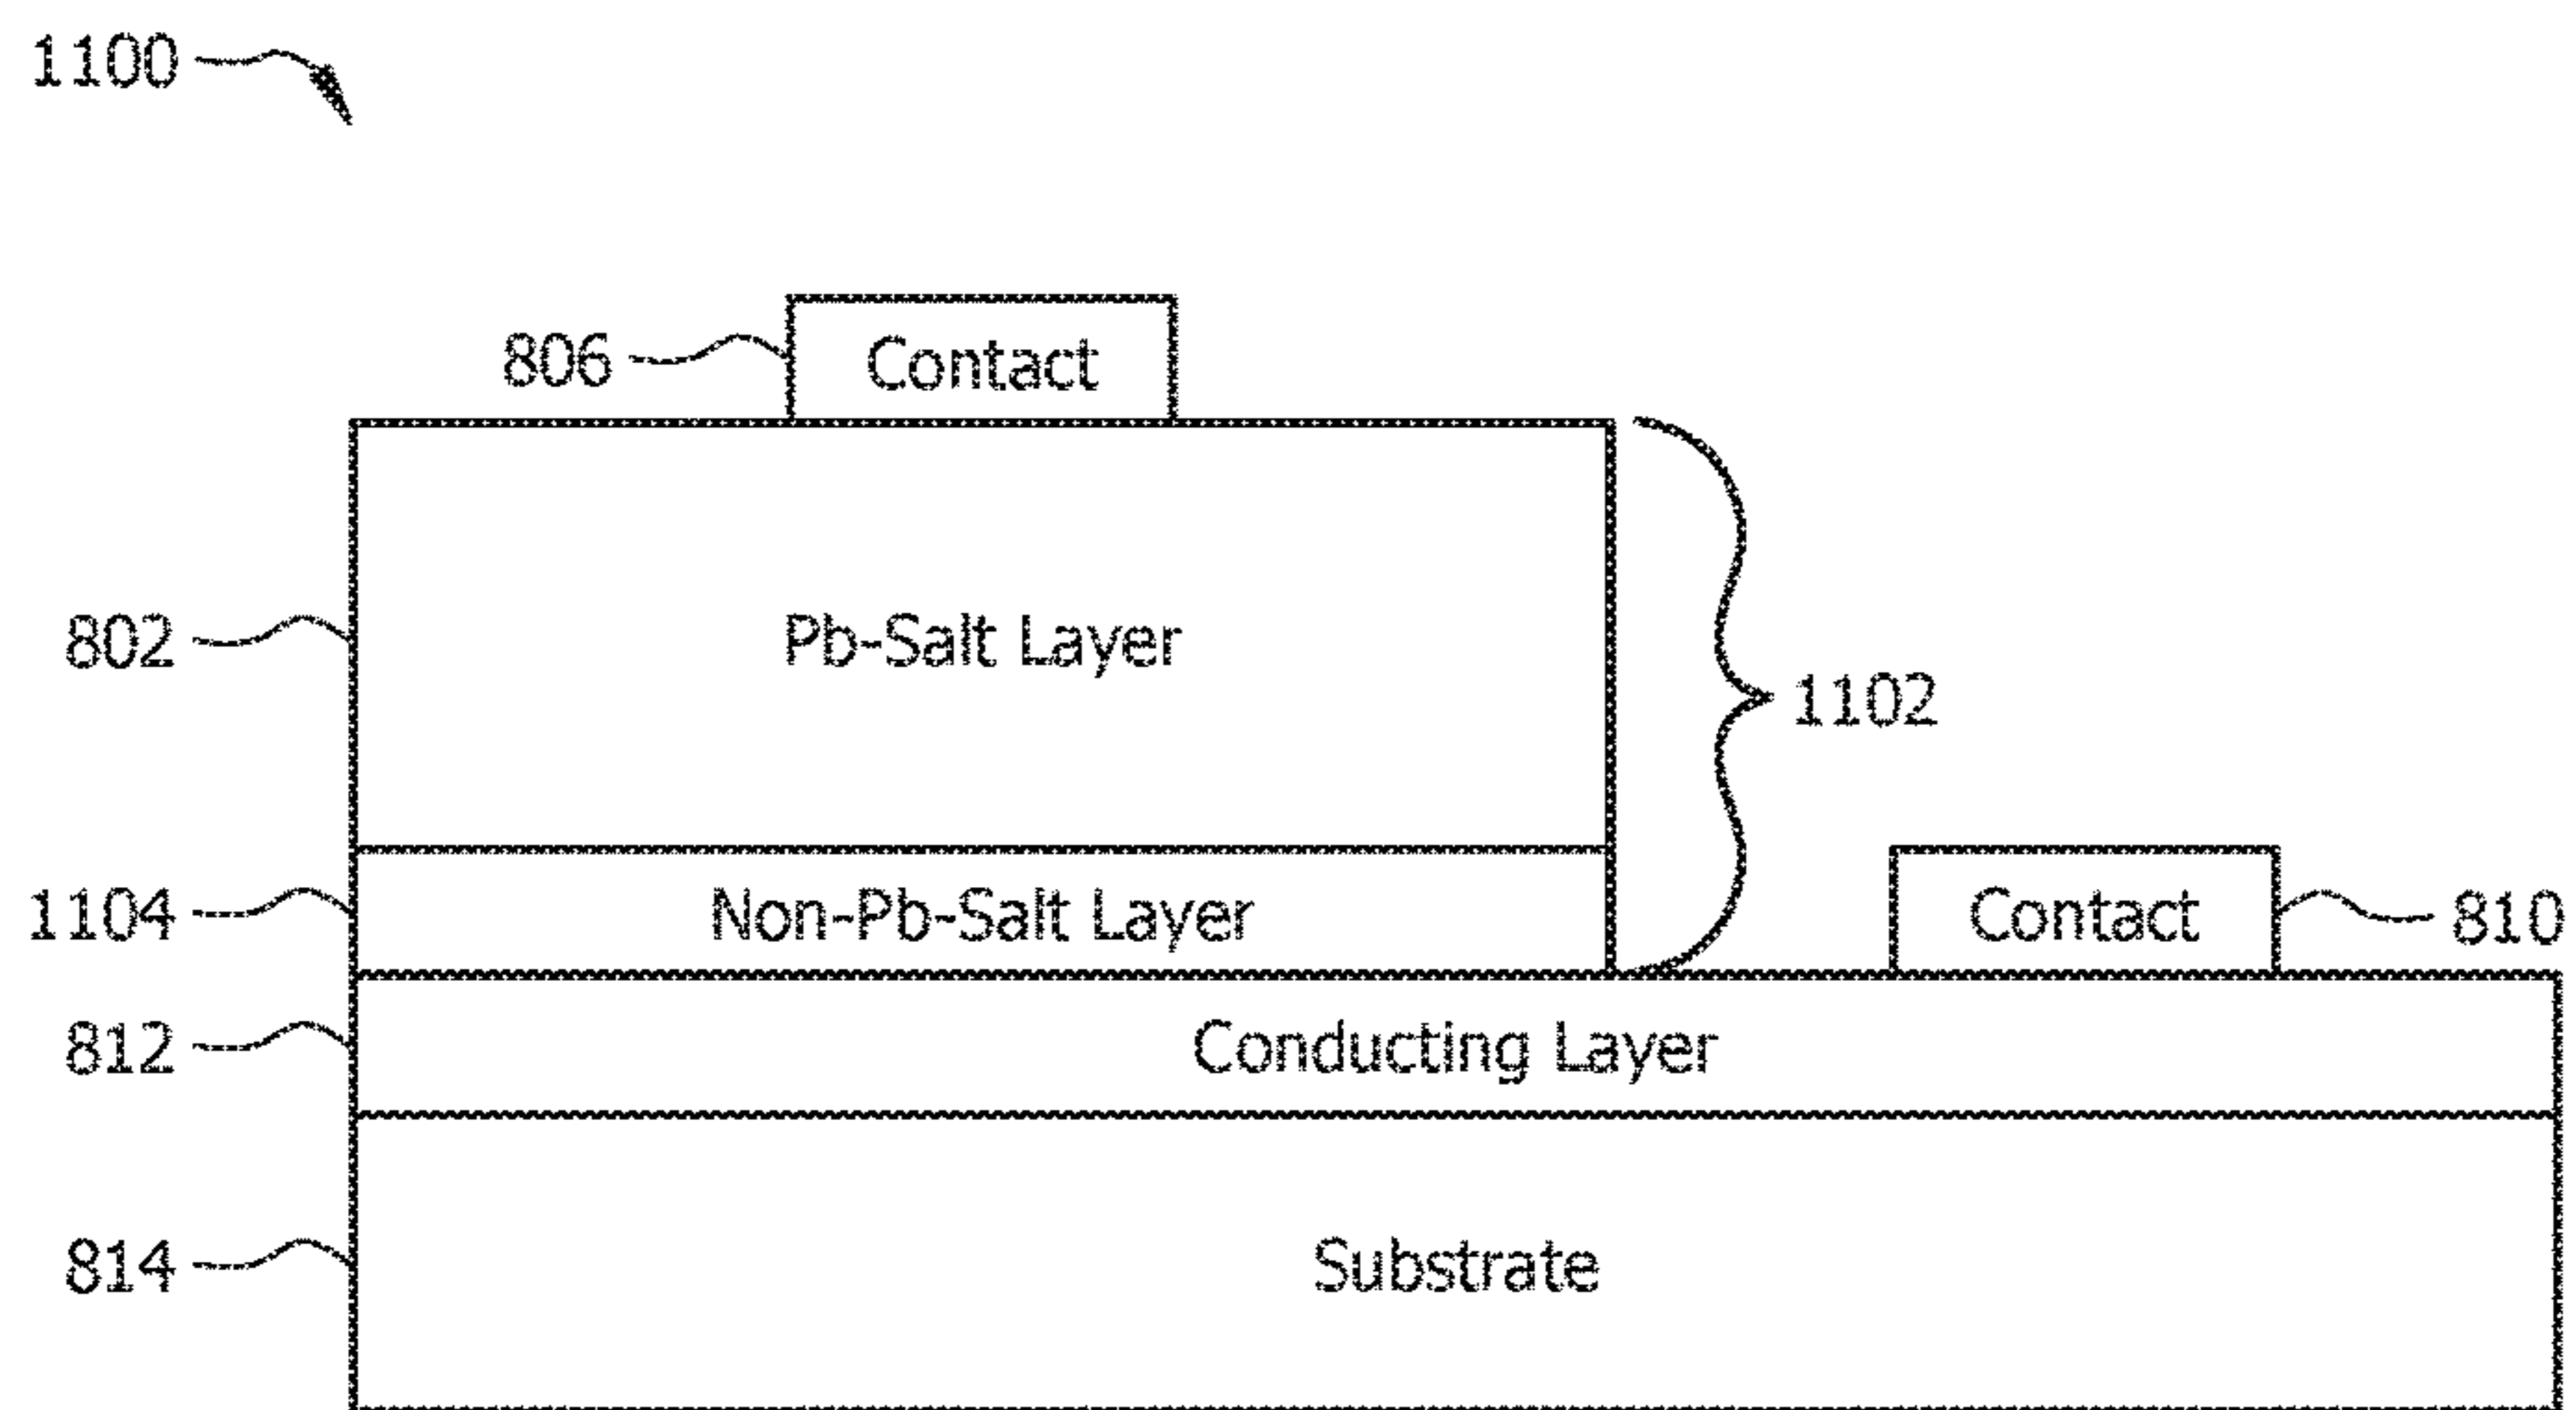 1100
806 Contact
802 Pb-Salt Layer
1102
1104 Non-Pb-Salt Layer
Contact 810
812 Conducting Layer
814 Substrate